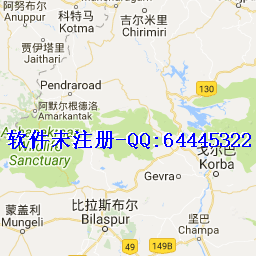 阿努布尔
Anuppur
科特马
Kotma
吉尔米里
Chirimiri
贾伊塔里
Jaithari
Pendraroad
130
阿默尔根德洛
Amarkantak
软件未注册-QQ:64445322
Sanctuary
戈尔巴
Korba
Gevra
蒙盖利
Mungeli
比拉斯布尔
Bilaspur
坚巴
Champa
49
149B